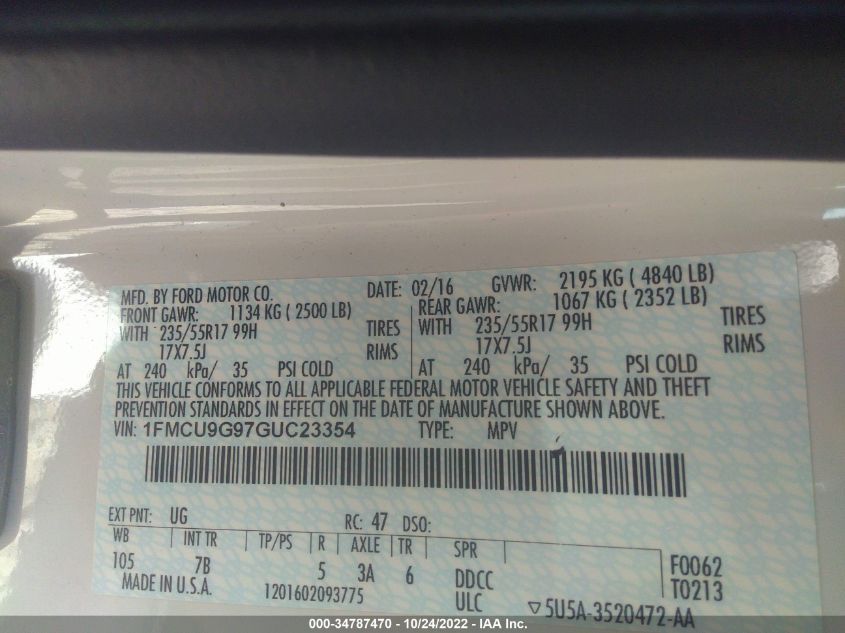 MFD. BY FORD MOTOR CO. DATE: 02/16 GVWR: 2195 KG ( 4840 LB)
FRONT GAWR: 1134 KG ( 2500 LB) REAR GAWR: 1067 KG ( 2352 LB)
WITH 235/55R17 99H TIRES WITH 235/55R17 99H TIRES
17X7.5J RIMS 17X7.5J RIMS
AT 240 kPa/ 35 PSI COLD AT 240 kPa/ 35 PSI COLD
THIS VEHICLE CONFORMS TO ALL APPLICABLE FEDERAL MOTOR VEHICLE SAFETY AND THEFT
PREVENTION STANDARDS IN EFFECT ON THE DATE OF MANUFACTURE SHOWN ABOVE.
VIN: 1FMCU9G97GUC23354 TYPE: MPV
EXT PNT: UG RC: 47 DSO:
WB INT TR TP/PS R AXLE TR SPR
105 7B 5 3A 6 DDCC F0062
MADE IN U.S.A. 1201602093775 ULC T0213
▽5U5A-3520472-AA
000-34787470 - 10/24/2022 - IAA Inc.